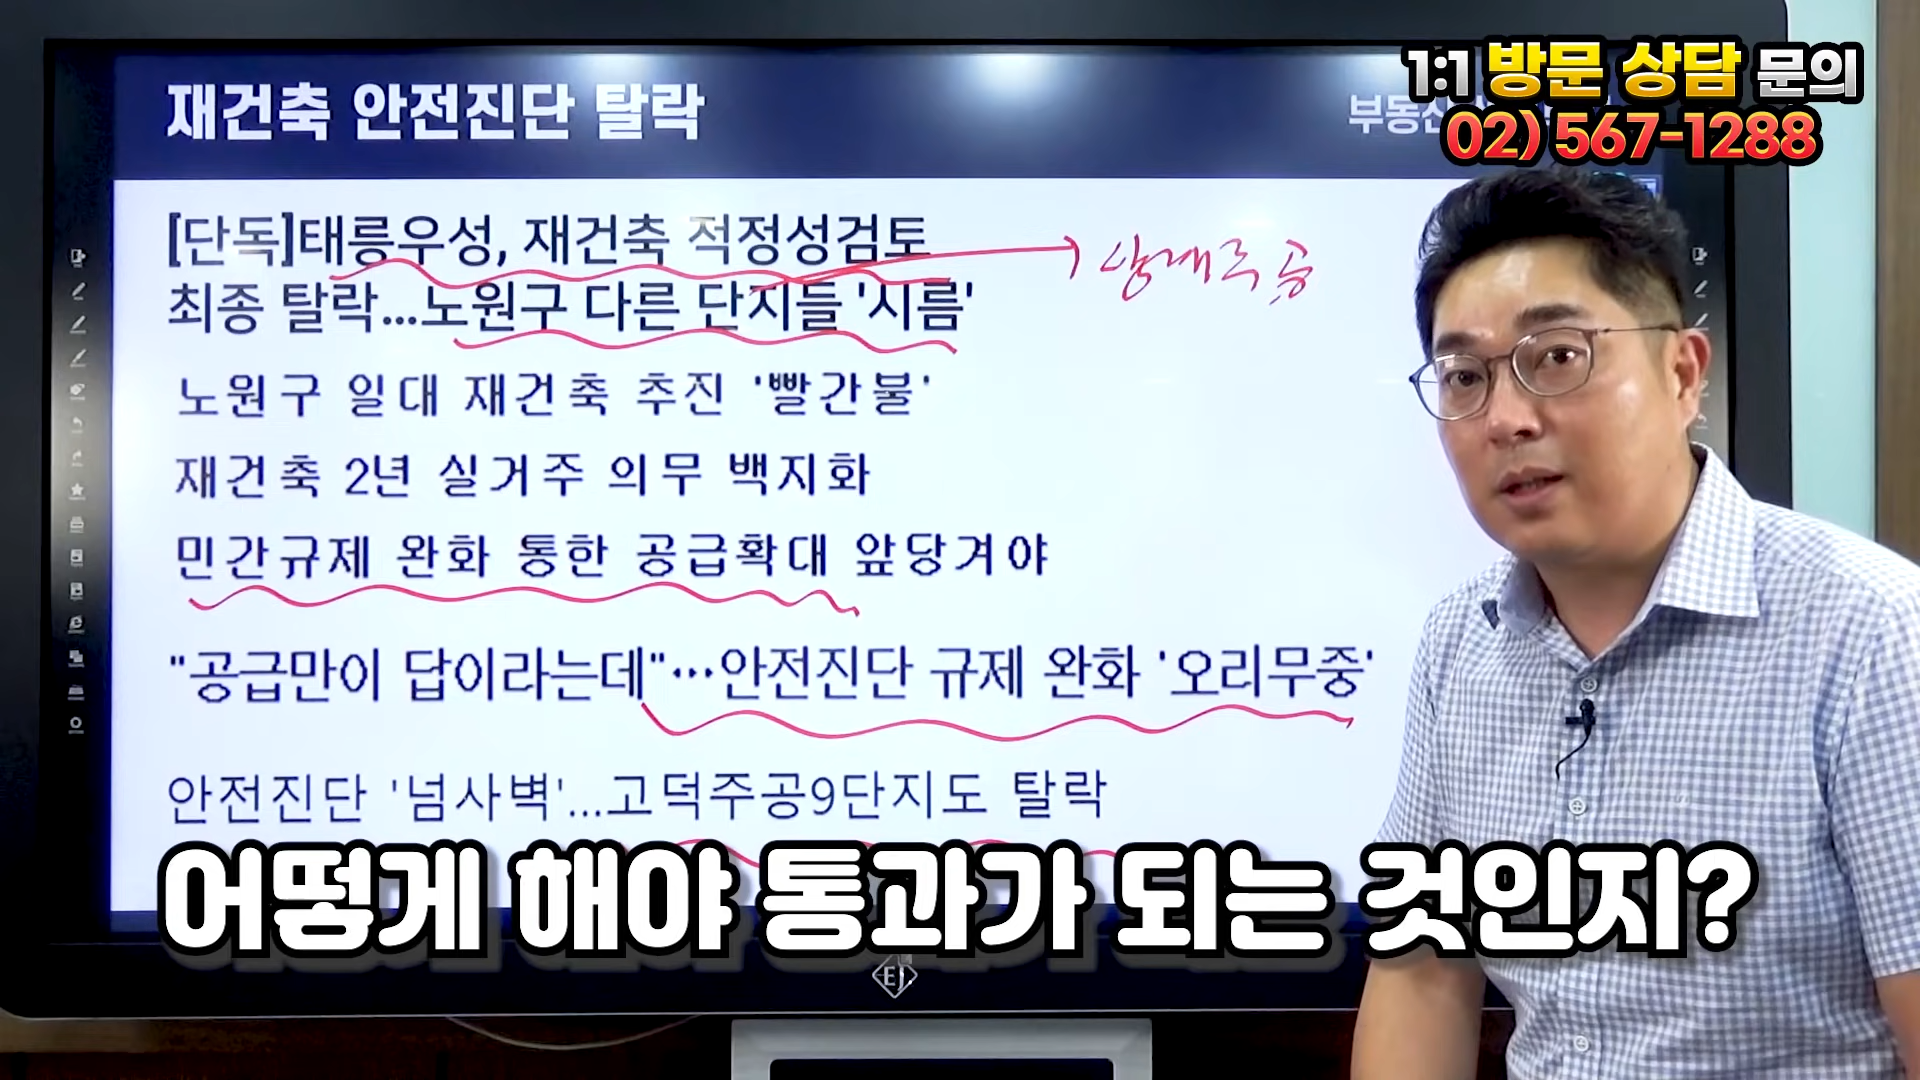 재건축 안전진단 탈락
부동산
1:1 방문 상담 문의
02) 567-1288
[단독]태릉우성, 재건축 적정성검토
최종 탈락...노원구 다른 단지들 '시름'
상계주공
노원구 일대 재건축 추진 '빨간불'
재건축 2년 실거주 의무 백지화
민간규제 완화 통한 공급확대 앞당겨야
"공급만이 답이라는데"…안전진단 규제 완화 '오리무중'
안전진단 '넘사벽'...고덕주공9단지도 탈락
어떻게 해야 통과가 되는 것인지?
EJ